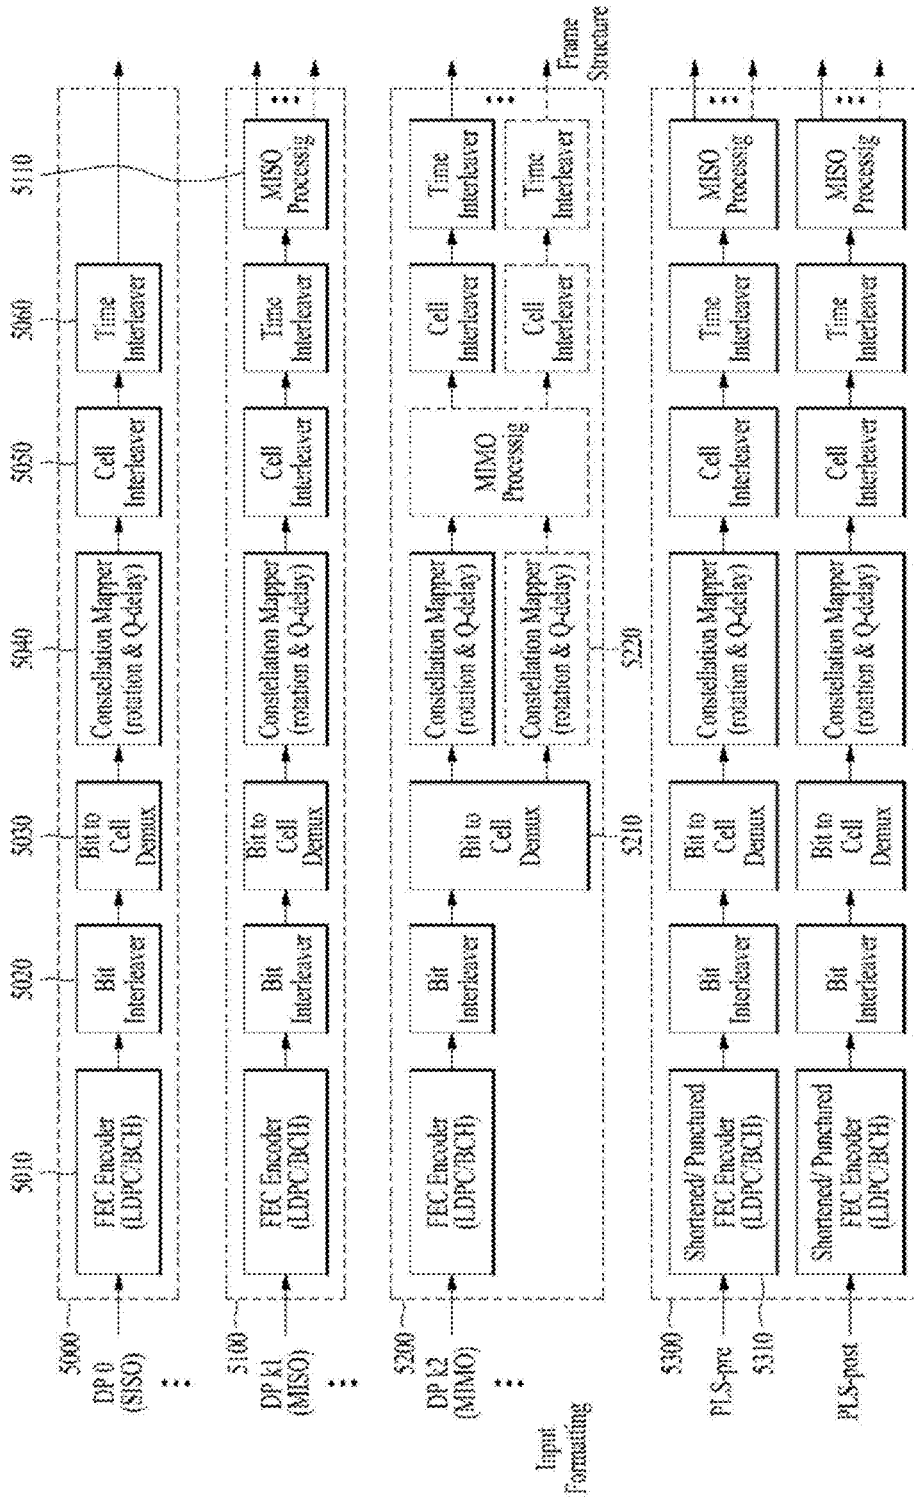 5010
5020
5030
5040
5050
5060
5110
5000
DP 0
(SISO)
FEC Encoder
(LDPC/BCH)
Bit
Interleaver
Bit to
Cell
Demux
Constellation Mapper
(rotation & Q-delay)
Cell
Interleaver
Time
Interleaver
5100
DP k1
(MISO)
FEC Encoder
(LDPC/BCH)
Bit
Interleaver
Bit to
Cell
Demux
Constellation Mapper
(rotation & Q-delay)
Cell
Interleaver
Time
Interleaver
MISO
Processig
5200
DP k2
(MIMO)
FEC Encoder
(LDPC/BCH)
Bit
Interleaver
Bit to
Cell
Demux
Constellation Mapper
(rotation & Q-delay)
Constellation Mapper
(rotation & Q-delay)
MIMO
Processig
Cell
Interleaver
Time
Interleaver
Cell
Interleaver
Time
Interleaver
Input
Formating
Frame
Structure
5210
5220
5300
PLS-pre
5310
Shortened/ Punctured
FEC Encoder
(LDPC/BCH)
Bit
Interleaver
Bit to
Cell
Demux
Constellation Mapper
(rotation & Q-delay)
Cell
Interleaver
Time
Interleaver
MISO
Processig
PLS-post
Shortened/ Punctured
FEC Encoder
(LDPC/BCH)
Bit
Interleaver
Bit to
Cell
Demux
Constellation Mapper
(rotation & Q-delay)
Cell
Interleaver
Time
Interleaver
MISO
Processig